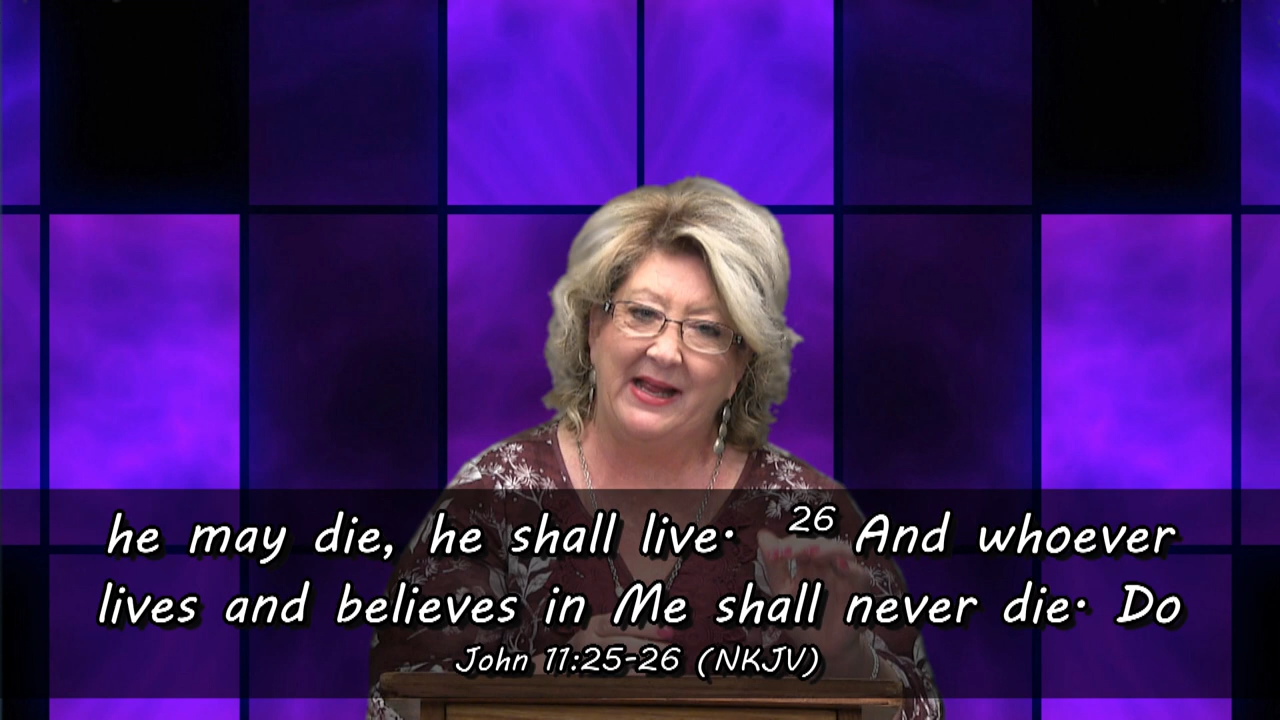 he may die, he shall live. 26 And whoever
lives and believes in Me shall never die. Do
John 11:25-26 (NKJV)